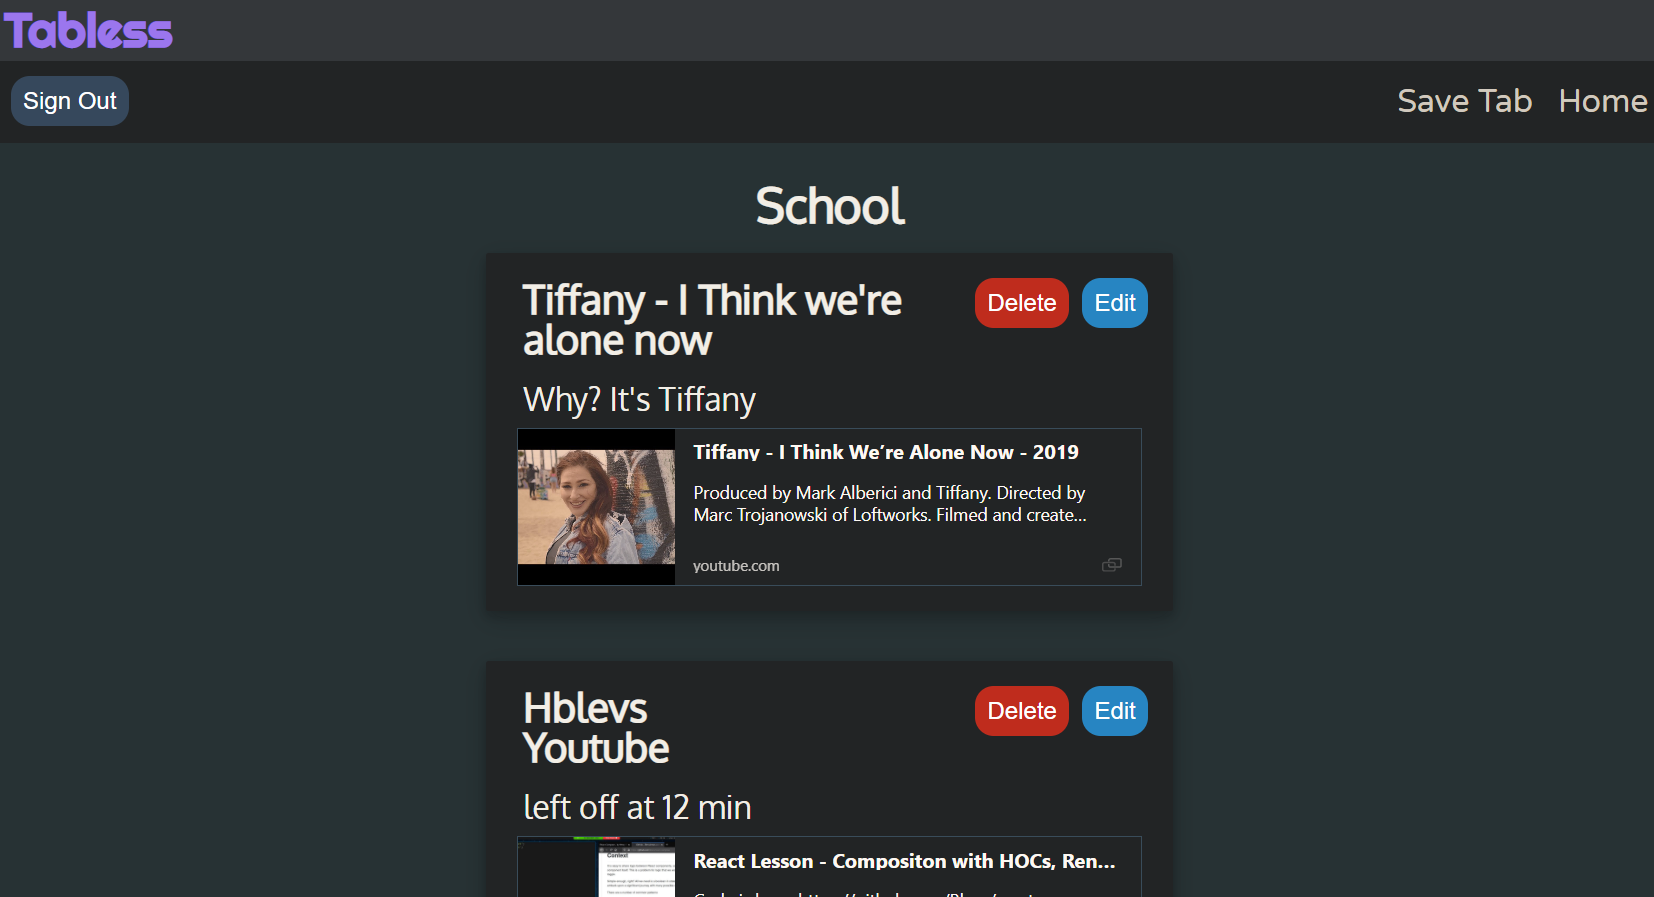 Tabless
Sign Out
Save Tab
Home
School
Tiffany - I Think we're
alone now
Delete
Edit
Why? It's Tiffany
Tiffany - I Think We’re Alone Now - 2019
Produced by Mark Alberici and Tiffany. Directed by
Marc Trojanowski of Loftworks. Filmed and create...
youtube.com
Hblevs
Youtube
Delete
Edit
left off at 12 min
Context
React Lesson - Compositon with HOCs, Ren...